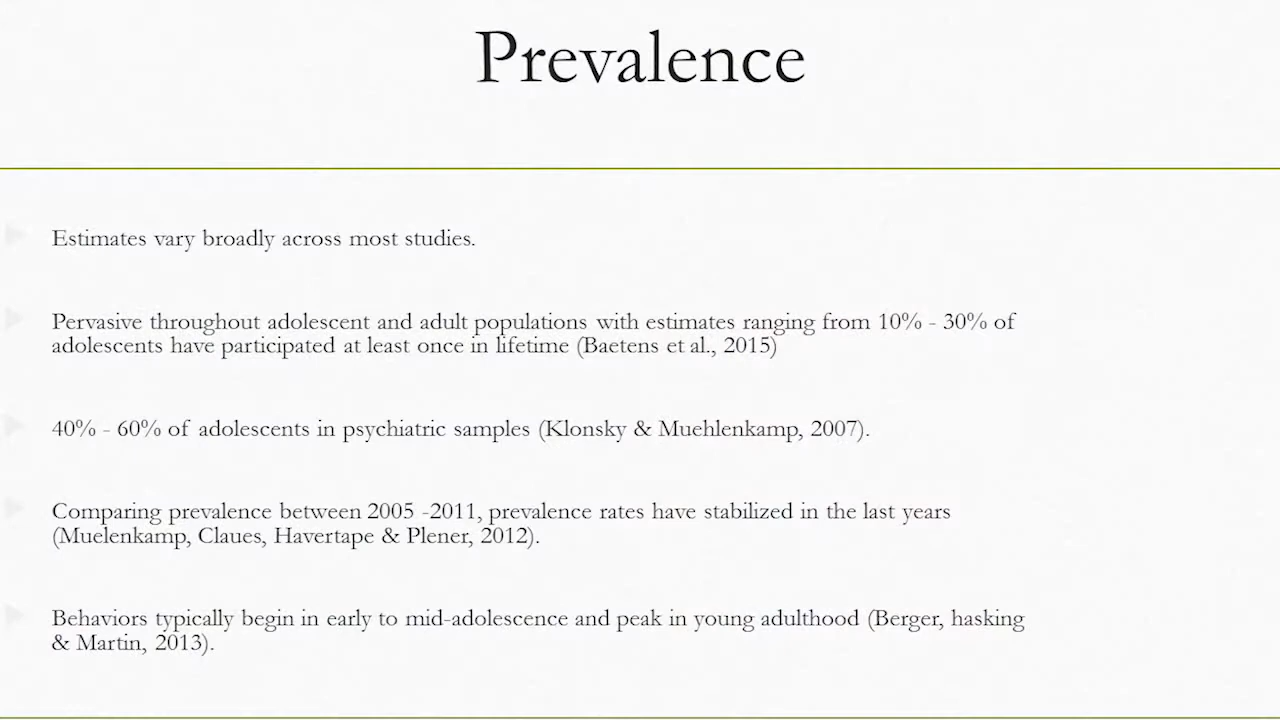 Prevalence
Estimates vary broadly across most studies.
Pervasive throughout adolescent and adult populations with estimates ranging from 10% - 30% of
adolescents have participated at least once in lifetime (Baetens et al., 2015)
40% - 60% of adolescents in psychiatric samples (Klonsky & Muehlenkamp, 2007).
Comparing prevalence between 2005 -2011, prevalence rates have stabilized in the last years
(Muelenkamp, Claues, Havertape & Plener, 2012).
Behaviors typically begin in early to mid-adolescence and peak in young adulthood (Berger, hasking
& Martin, 2013).